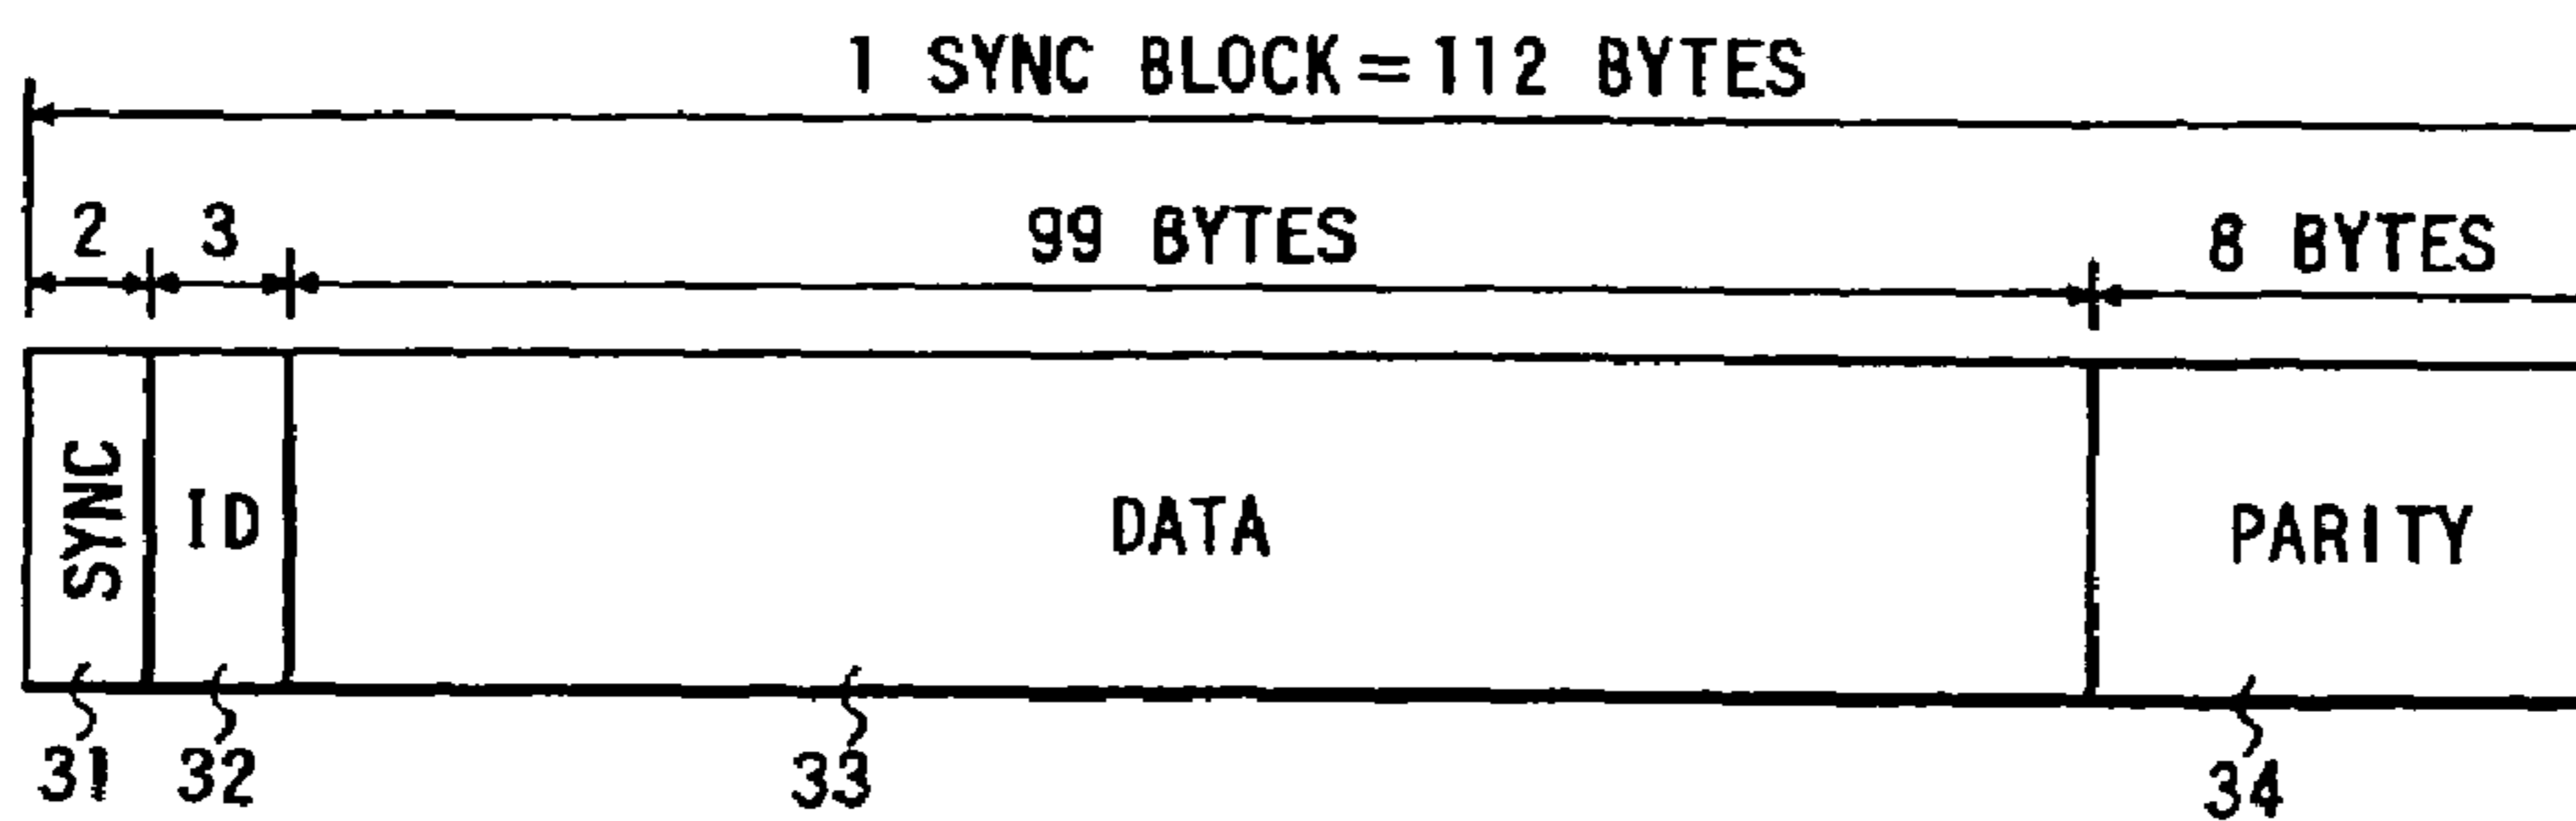 1 SYNC BLOCK=112 BYTES
2 3 99 BYTES 8 BYTES
SYNC ID DATA PARITY
31 32 33 34